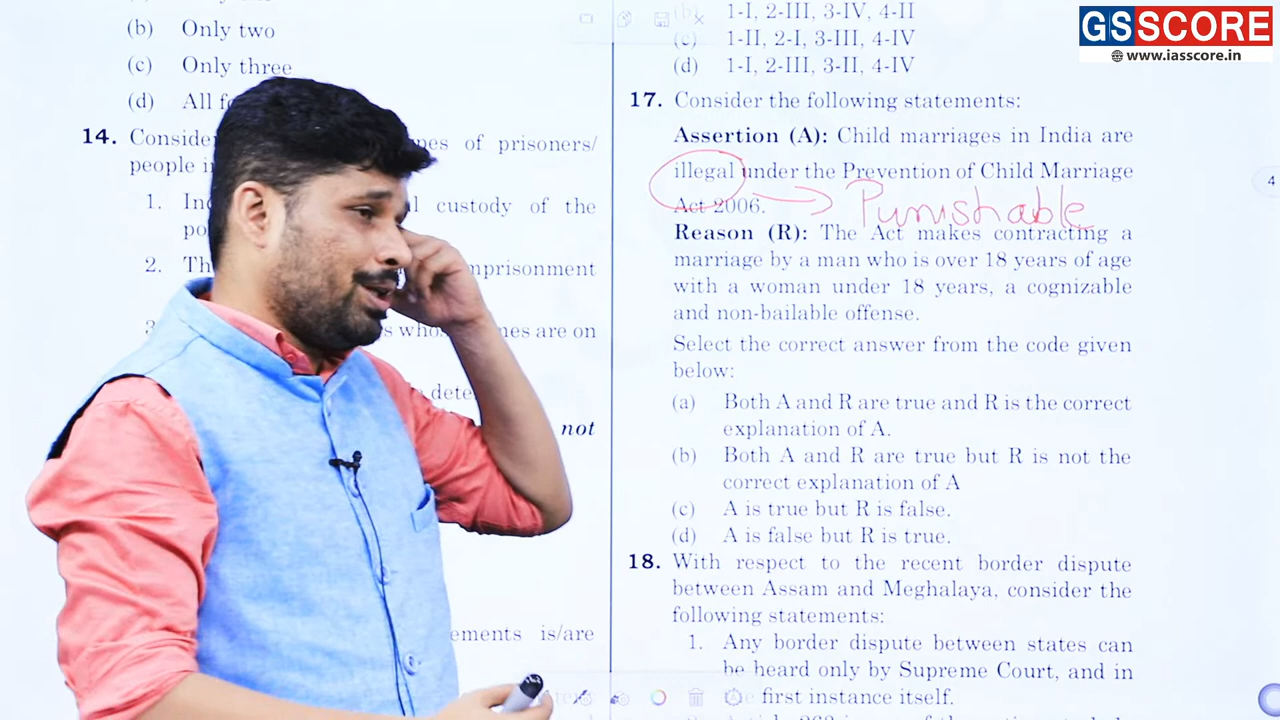 (b) Only two
(c) Only three
(d) All
14. Conside pes of prisoners/
people i
1. In l custody of the
po
2. Th mprisonment
3 s whos mes are on
dete
not
ements is/are
(b) 1-I, 2-III, 3-IV, 4-II
(c) 1-II, 2-I, 3-III, 4-IV
(d) 1-I, 2-III, 3-II, 4-IV
17. Consider the following statements:
Assertion (A): Child marriages in India are
illegal under the Prevention of Child Marriage
Act 2006. Punishable
Reason (R): The Act makes contracting a
marriage by a man who is over 18 years of age
with a woman under 18 years, a cognizable
and non-bailable offense.
Select the correct answer from the code given
below:
(a) Both A and R are true and R is the correct
explanation of A.
(b) Both A and R are true but R is not the
correct explanation of A
(c) A is true but R is false.
(d) A is false but R is true.
18. With respect to the recent border dispute
between Assam and Meghalaya, consider the
following statements:
1. Any border dispute between states can
be heard only by Supreme Court, and in
first instance itself.
GSSCORE
www.iasscore.in
4